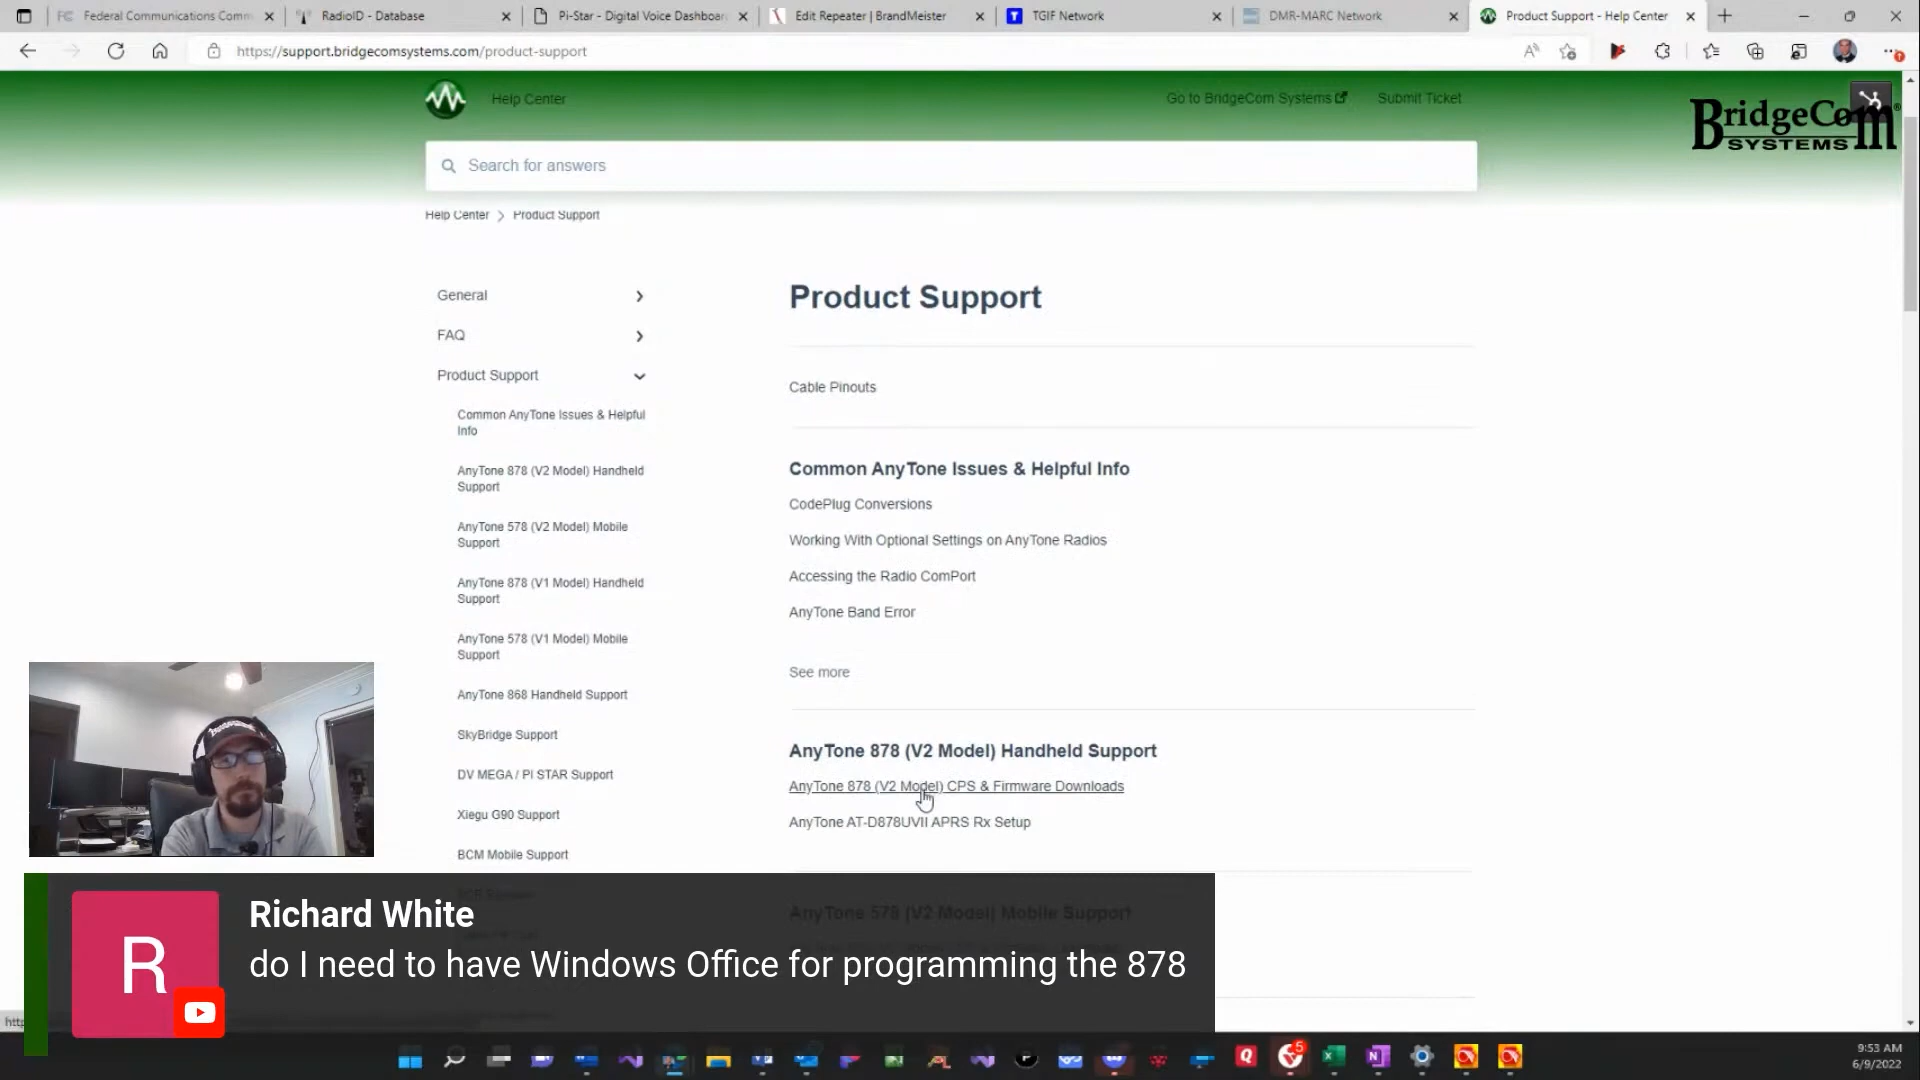 Federal Communications Comm
RadioID - Database
Pi-Star - Digital Voice Dashboar
Edit Repeater | BrandMeister
TGIF Network
DMR-MARC Network
Product Support - Help Center
https://support.bridgecomsystems.com/product-support
Help Center
Go to BridgeCom Systems
Submit Ticket
BridgeCom
SYSTEMS
Search for answers
Help Center > Product Support
General
FAQ
Product Support
Common AnyTone Issues & Helpful
Info
AnyTone 878 (V2 Model) Handheld
Support
AnyTone 578 (V2 Model) Mobile
Support
AnyTone 878 (V1 Model) Handheld
Support
AnyTone 578 (V1 Model) Mobile
Support
AnyTone 868 Handheld Support
SkyBridge Support
DV MEGA / PI STAR Support
Xiegu G90 Support
BCM Mobile Support
Product Support
Cable Pinouts
Common AnyTone Issues & Helpful Info
CodePlug Conversions
Working With Optional Settings on AnyTone Radios
Accessing the Radio ComPort
AnyTone Band Error
See more
AnyTone 878 (V2 Model) Handheld Support
AnyTone 878 (V2 Model) CPS & Firmware Downloads
AnyTone AT-D878UVII APRS Rx Setup
AnyTone 578 (V2 Model) Mobile Support
R
Richard White
do I need to have Windows Office for programming the 878
5
9:53 AM
6/9/2022